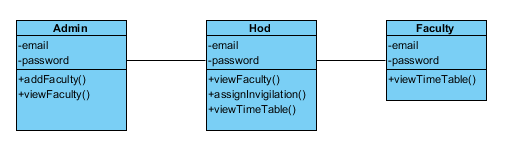 Admin
-email
-password
+addFaculty()
+viewFaculty()
Hod
-email
-password
+viewFaculty()
+assignInvigilation()
+viewTimeTable()
Faculty
-email
-password
+viewTimeTable()